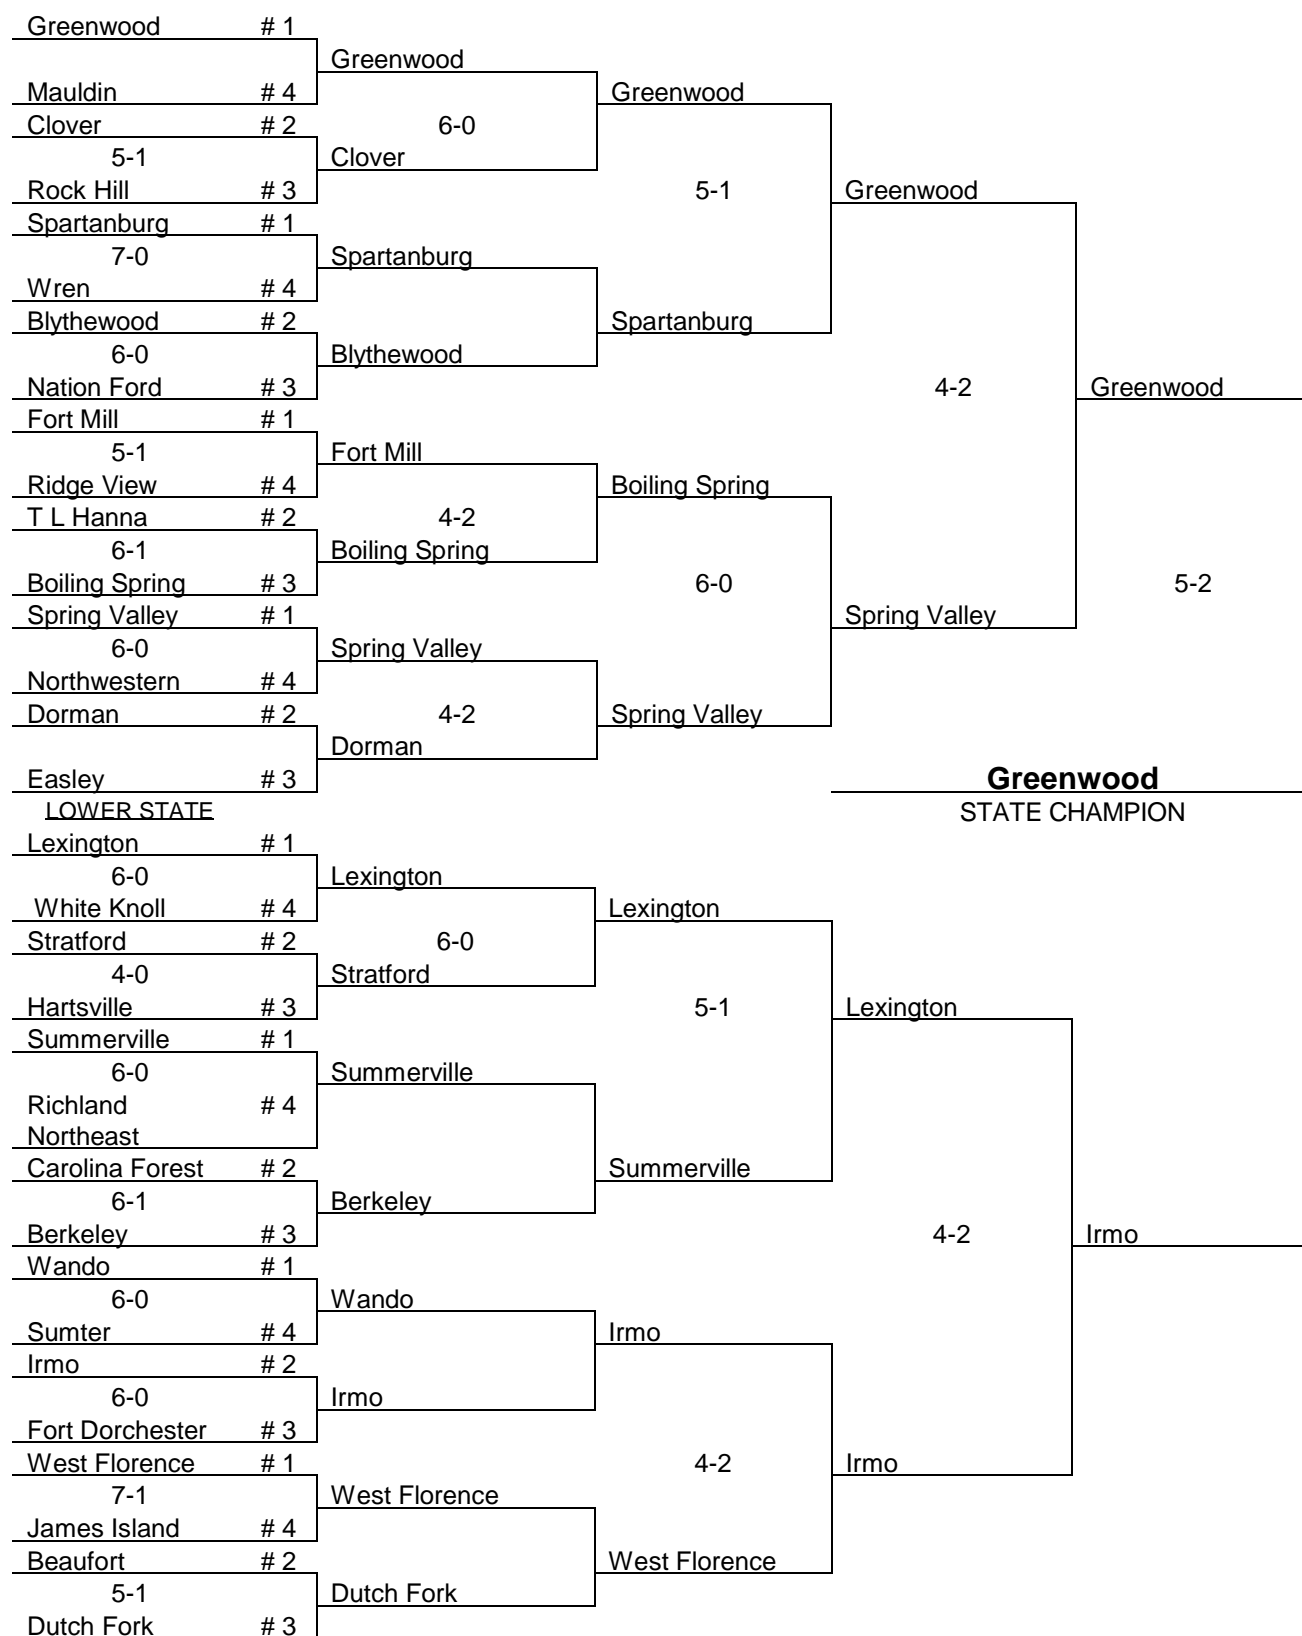 Greenwood # 1
Greenwood
Mauldin # 4 Greenwood
Clover # 2 6-0
5-1 Clover
Rock Hill # 3 5-1 Greenwood
Spartanburg # 1
7-0 Spartanburg
Wren # 4
Blythewood # 2 Spartanburg
6-0 Blythewood
Nation Ford # 3 4-2 Greenwood
Fort Mill # 1
5-1 Fort Mill
Ridge View # 4 Boiling Spring
T L Hanna # 2 4-2
6-1 Boiling Spring
Boiling Spring # 3 6-0 5-2
Spring Valley # 1 Spring Valley
6-0 Spring Valley
Northwestern # 4
Dorman # 2 4-2 Spring Valley
Dorman
Easley # 3 Greenwood
LOWER STATE STATE CHAMPION
Lexington # 1
6-0 Lexington
White Knoll # 4 Lexington
Stratford # 2 6-0
4-0 Stratford
Hartsville # 3 5-1 Lexington
Summerville # 1
6-0 Summerville
Richland # 4
Northeast
Carolina Forest # 2 Summerville
6-1 Berkeley
Berkeley # 3 4-2 Irmo
Wando # 1
6-0 Wando
Sumter # 4 Irmo
Irmo # 2
6-0 Irmo
Fort Dorchester # 3
West Florence # 1 4-2 Irmo
7-1 West Florence
James Island # 4
Beaufort # 2 West Florence
5-1 Dutch Fork
Dutch Fork # 3